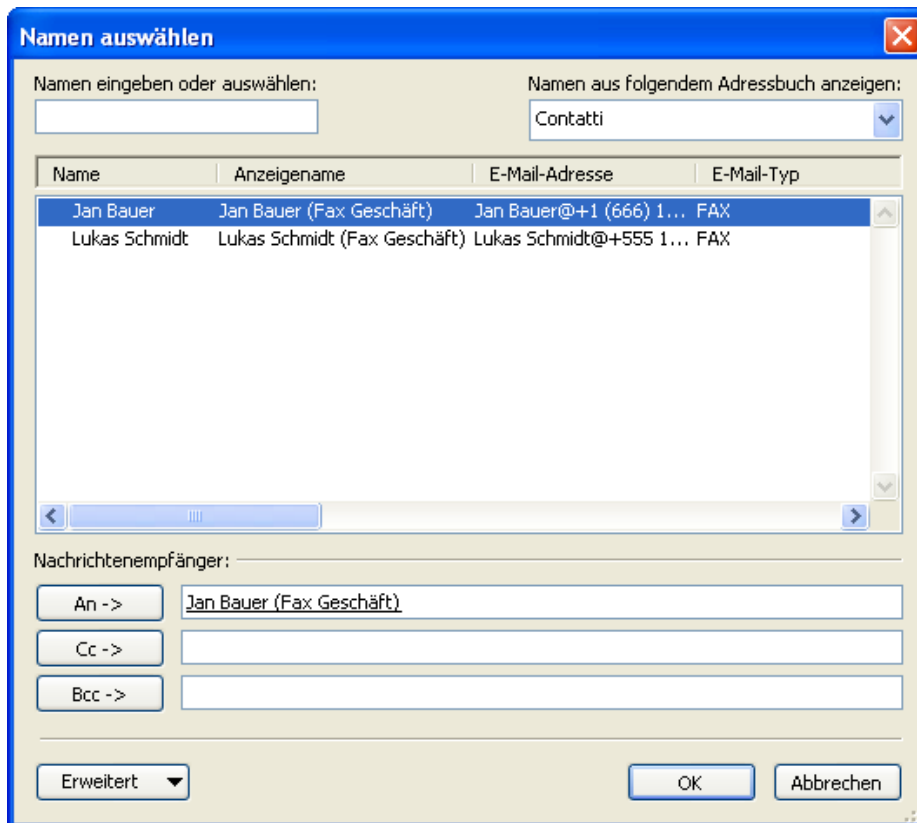 Namen auswählen
Namen eingeben oder auswählen: Namen aus folgendem Adressbuch anzeigen:
Contatti
Name Anzeigename E-Mail-Adresse E-Mail-Typ
Jan Bauer Jan Bauer (Fax Geschäft) Jan Bauer@+1 (666) 1... FAX
Lukas Schmidt Lukas Schmidt (Fax Geschäft) Lukas Schmidt@+555 1... FAX
Nachrichtenempfänger:
An -> Jan Bauer (Fax Geschäft)
Cc ->
Bcc ->
Erweitert OK Abbrechen